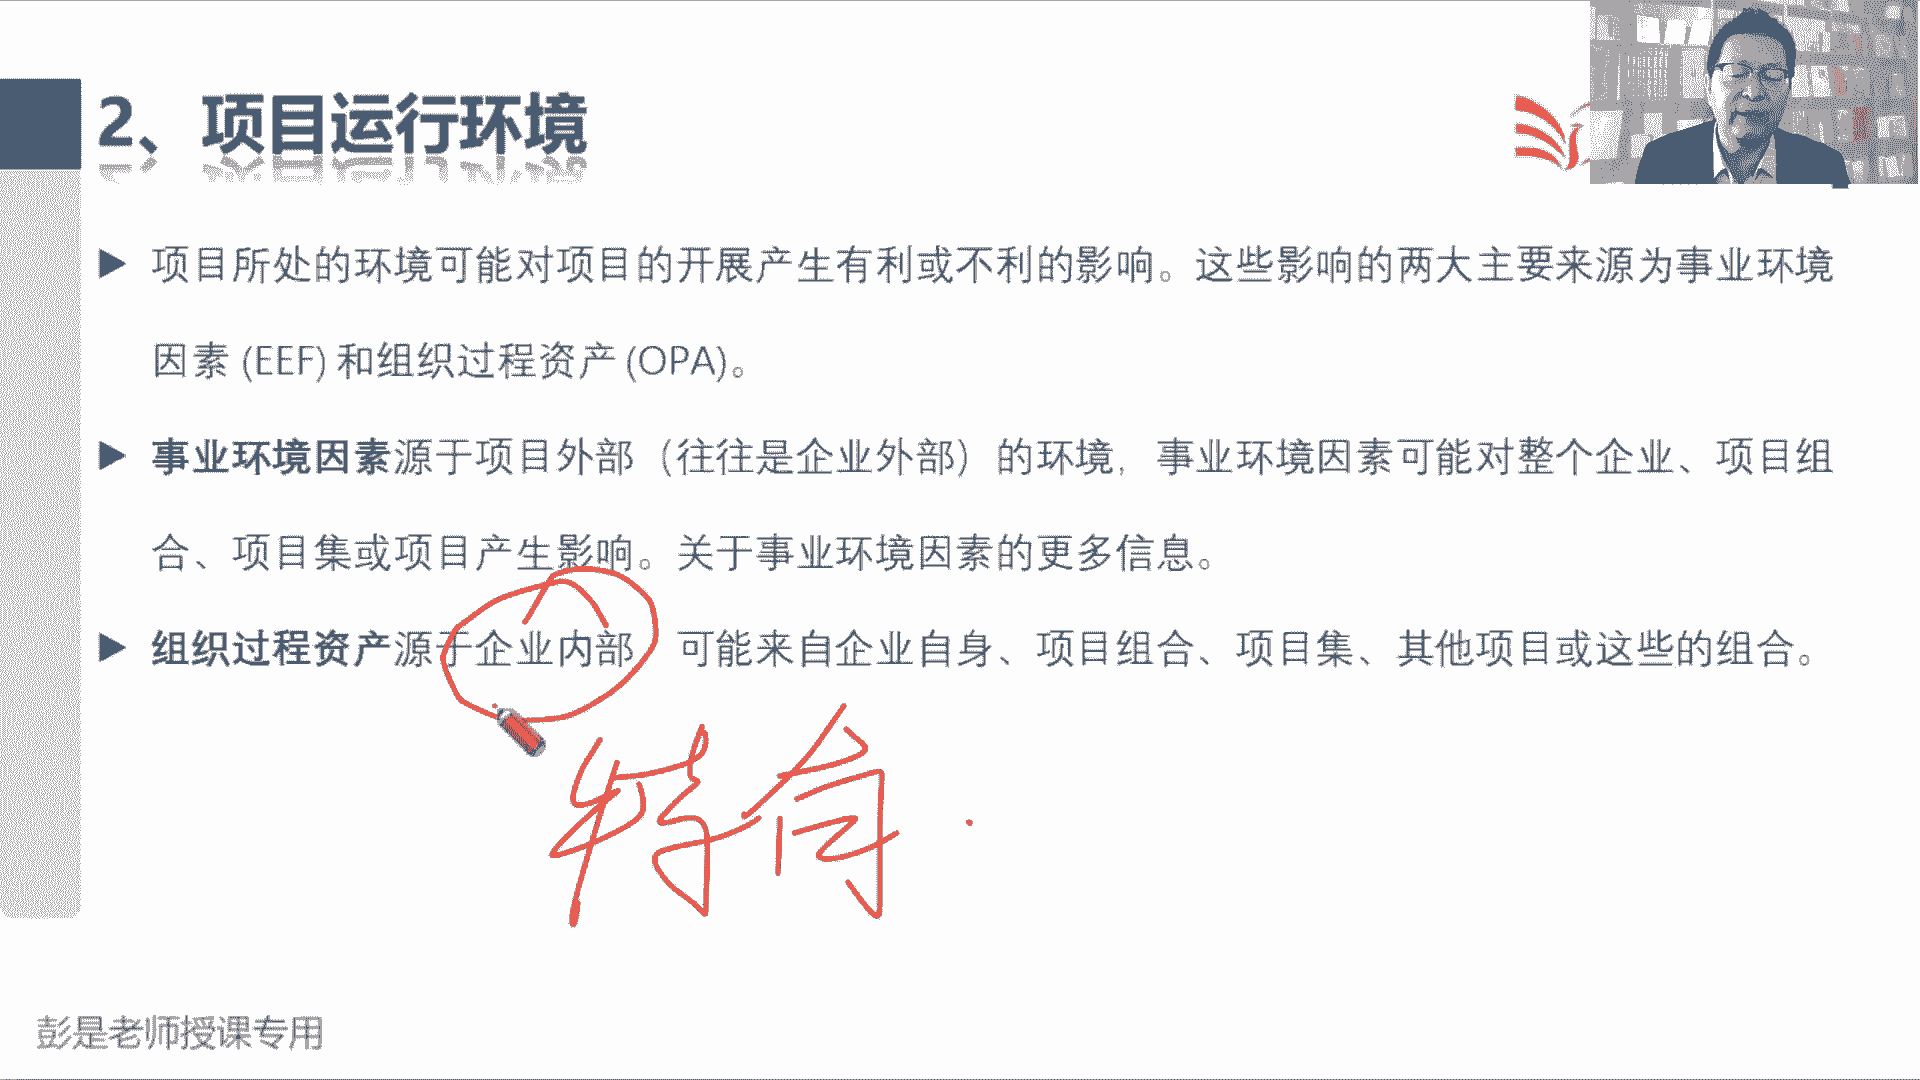 2、项目运行环境
项目所处的环境可能对项目的开展产生有利或不利的影响。这些影响的两大主要来源为事业环境
因素 (EEF) 和组织过程资产 (OPA)。
事业环境因素源于项目外部（往往是企业外部）的环境，事业环境因素可能对整个企业、项目组
合、项目集或项目产生影响。关于事业环境因素的更多信息。
组织过程资产源于企业内部 可能来自企业自身、项目组合、项目集、其他项目或这些的组合。
彭是老师授课专用